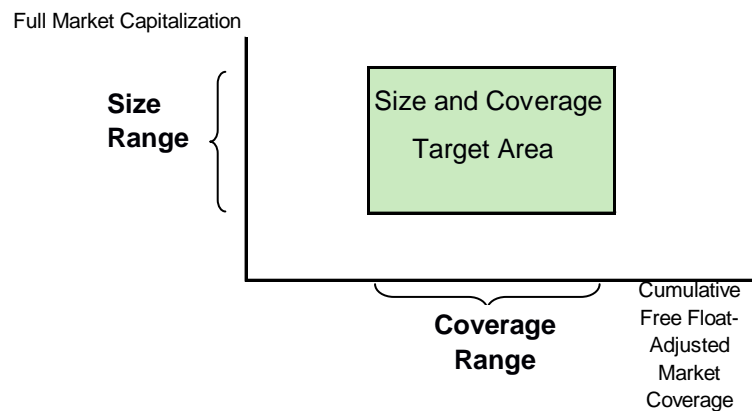 Full Market Capitalization
Size
Range
Size and Coverage
Target Area
Coverage
Range
Cumulative
Free Float-
Adjusted
Market
Coverage